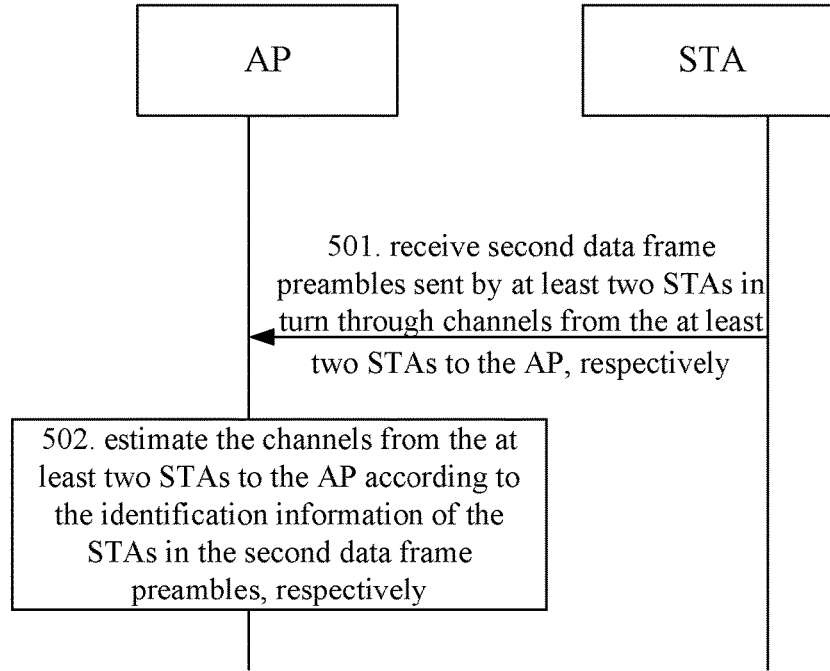 AP
STA
501. receive second data frame
preambles sent by at least two STAs in
turn through channels from the at least
two STAs to the AP, respectively
502. estimate the channels from the at
least two STAs to the AP according to
the identification information of the
STAs in the second data frame
preambles, respectively